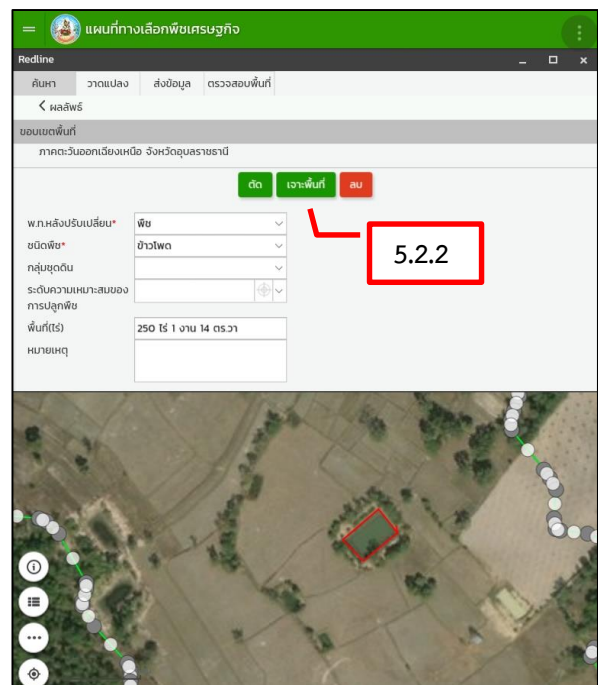 แผนที่ทางเลือกพืชเศรษฐกิจ
Redline
ค้นหา วาดแปลง ส่งข้อมูล ตรวจสอบพื้นที่
ผลลัพธ์
ขอบเขตพื้นที่
ภาคตะวันออกเฉียงเหนือ จังหวัดอุบลราชธานี
ตัด เจาะพื้นที่ ลบ
พ.ท.หลังปรับเปลี่ยน* พืช
ชนิดพืช* ข้าวโพด
5.2.2
กลุ่มชุดดิน
ระดับความเหมาะสมของ
การปลูกพืช
พื้นที่(ไร่) 250 ไร่ 1 งาน 14 ตร.วา
หมายเหตุ